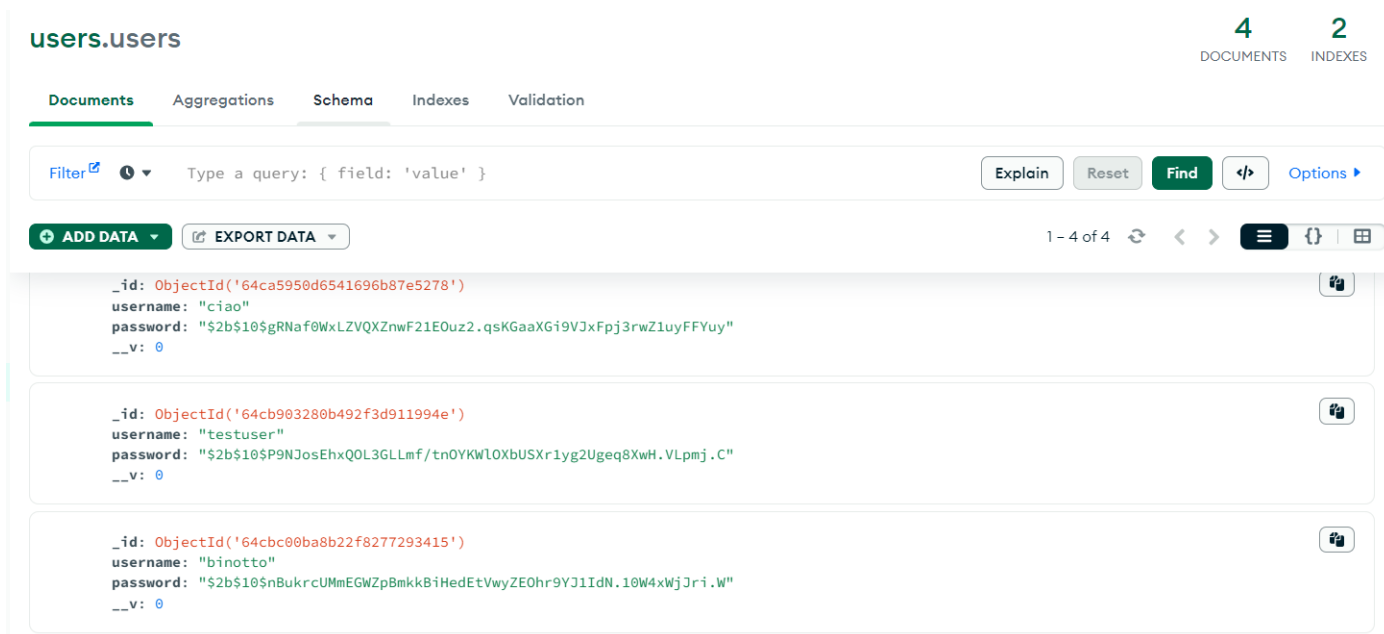 users.users
4
DOCUMENTS
2
INDEXES
Documents Aggregations Schema Indexes Validation
Filter Type a query: { field: 'value' } Explain Reset Find </> Options
ADD DATA EXPORT DATA 1 – 4 of 4 {}
_id: ObjectId('64ca5950d6541696b87e5278')
username: "ciao"
password: "$2b$10$gRNaf0WxLZVQXZnwF21EOuz2.qsKGaaXGi9VJxFpj3rwZ1uyFFYuy"
__v: 0
_id: ObjectId('64cb903280b492f3d911994e')
username: "testuser"
password: "$2b$10$P9NJosEhxQOL3GLLmf/tnOYKWlOXbUSXr1yg2Ugeq8XwH.VLpmj.C"
__v: 0
_id: ObjectId('64cbc00ba8b22f8277293415')
username: "binotto"
password: "$2b$10$nBukrcUMmEGWZpBmkkBiHedEtVwyZEOhr9YJ1IdN.10W4xWjJri.W"
__v: 0